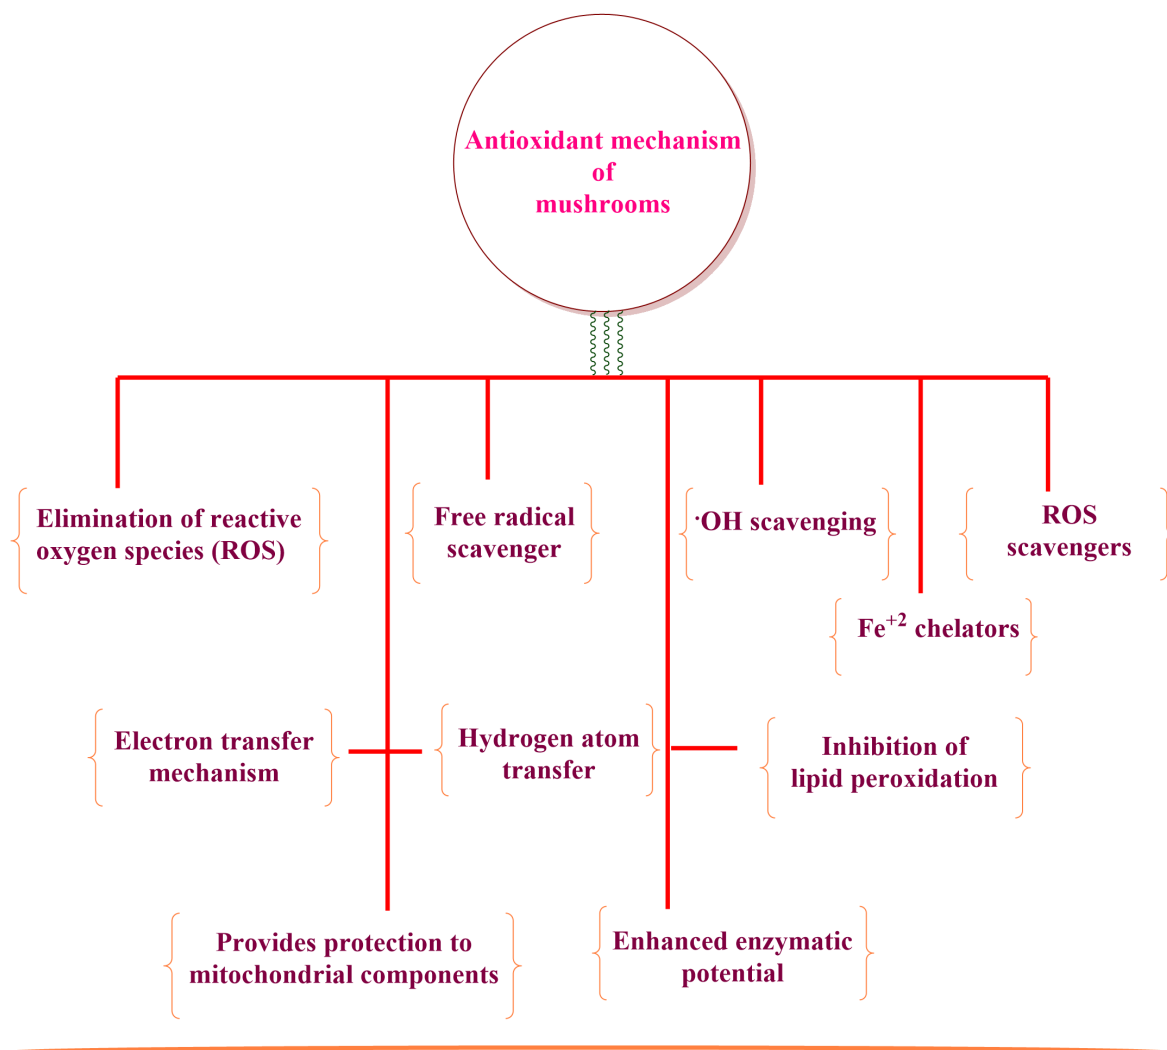 Antioxidant mechanism
of
mushrooms
Elimination of reactive
oxygen species (ROS)
Free radical
scavenger
·OH scavenging
ROS
scavengers
Fe⁺² chelators
Electron transfer
mechanism
Hydrogen atom
transfer
Inhibition of
lipid peroxidation
Provides protection to
mitochondrial components
Enhanced enzymatic
potential